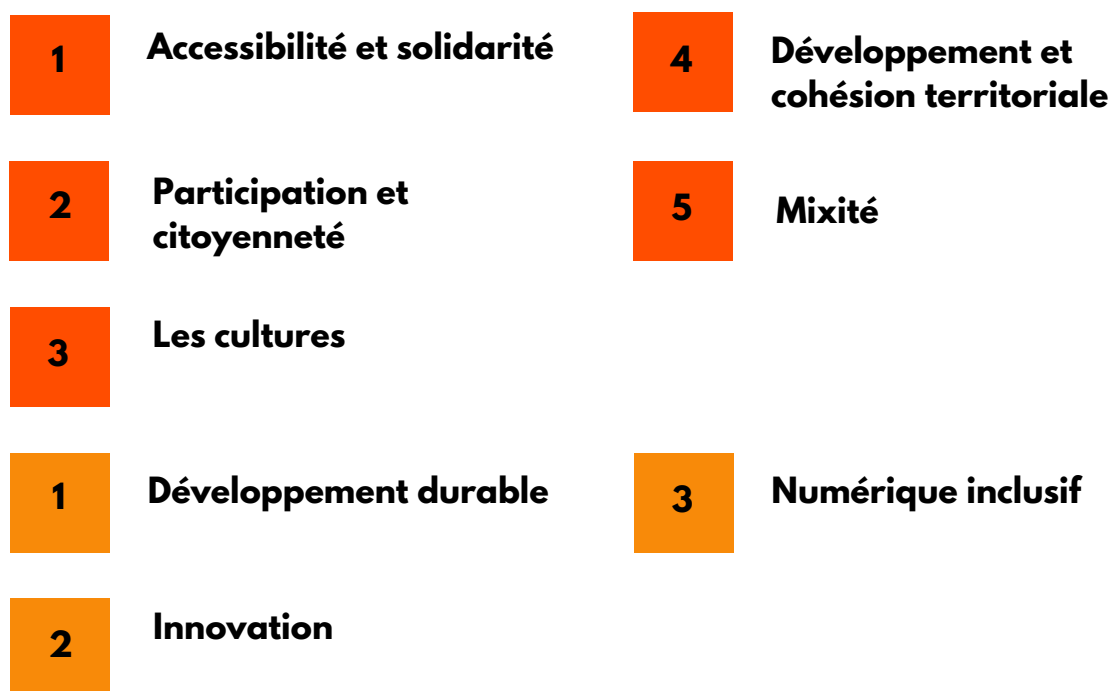 1
Accessibilité et solidarité
2
Participation et
citoyenneté
3
Les cultures
4
Développement et
cohésion territoriale
5
Mixité
1
Développement durable
2
Innovation
3
Numérique inclusif